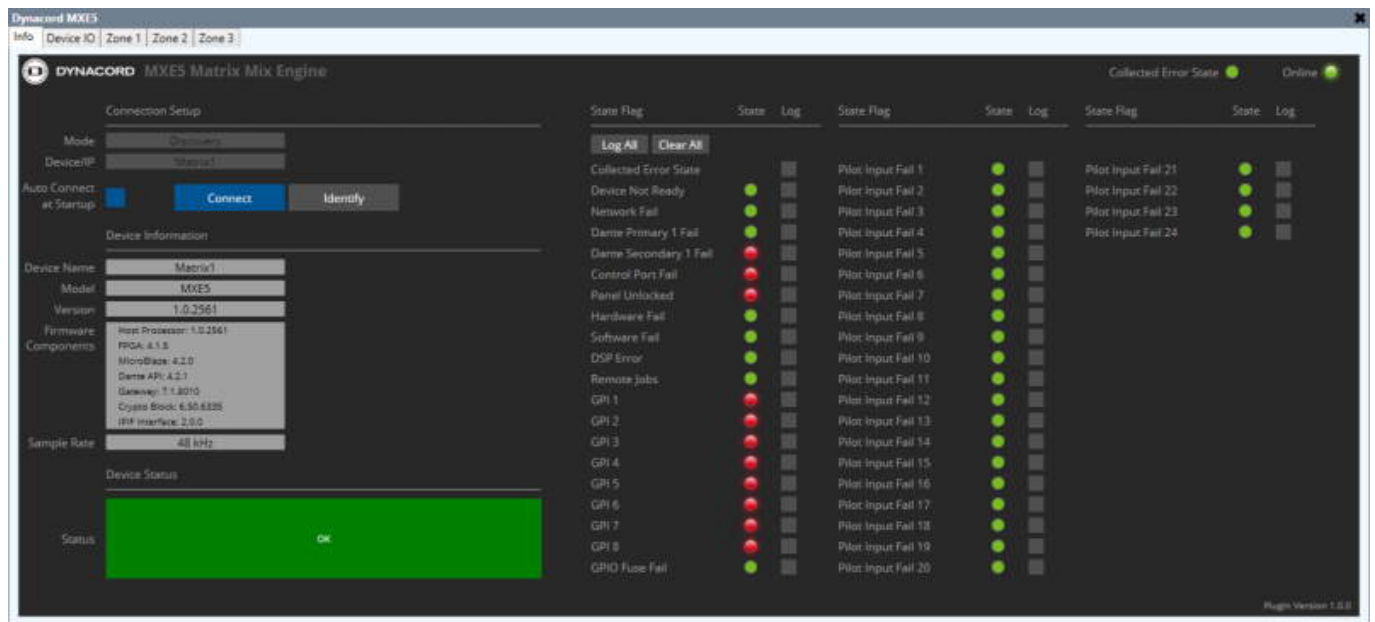 Dynacord MXE5
Info Device IO Zone 1 Zone 2 Zone 3
DYNACORD MXE5 Matrix Mix Engine
Collected Error State Online
Connection Setup
Mode Discovery
Device/IP Matrix1
Auto Connect
at Startup
Connect Identify
Device Information
Device Name Matrix1
Model MXE5
Version 1.0.2561
Firmware
Components
Host Processor: 1.0.2561
FPGA: 4.1.5
MicroBlaze: 4.2.0
Dante API: 4.2.1
Gateway: 7.1.8010
Crypto Block: 6.50.6335
IPIF Interface: 2.0.0
Sample Rate 48 kHz
Device Status
Status OK
State Flag State Log
Log All Clear All
Collected Error State
Device Not Ready
Network Fail
Dante Primary 1 Fail
Dante Secondary 1 Fail
Control Port Fail
Panel Unlocked
Hardware Fail
Software Fail
DSP Error
Remote Jobs
GPI 1
GPI 2
GPI 3
GPI 4
GPI 5
GPI 6
GPI 7
GPI 8
GPIO Fuse Fail
State Flag State Log
Pilot Input Fail 1
Pilot Input Fail 2
Pilot Input Fail 3
Pilot Input Fail 4
Pilot Input Fail 5
Pilot Input Fail 6
Pilot Input Fail 7
Pilot Input Fail 8
Pilot Input Fail 9
Pilot Input Fail 10
Pilot Input Fail 11
Pilot Input Fail 12
Pilot Input Fail 13
Pilot Input Fail 14
Pilot Input Fail 15
Pilot Input Fail 16
Pilot Input Fail 17
Pilot Input Fail 18
Pilot Input Fail 19
Pilot Input Fail 20
State Flag State Log
Pilot Input Fail 21
Pilot Input Fail 22
Pilot Input Fail 23
Pilot Input Fail 24
Plugin Version 1.0.0